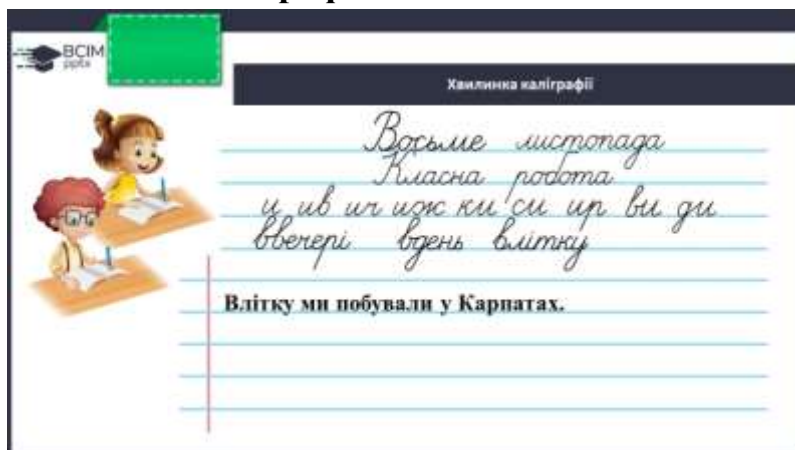 ВСІМ
pptx
Хвилинка каліграфії
Восьме листопада
Класна робота
и ив ич иж ки си ир ви ди
ввечері вдень влітку
Влітку ми побували у Карпатах.